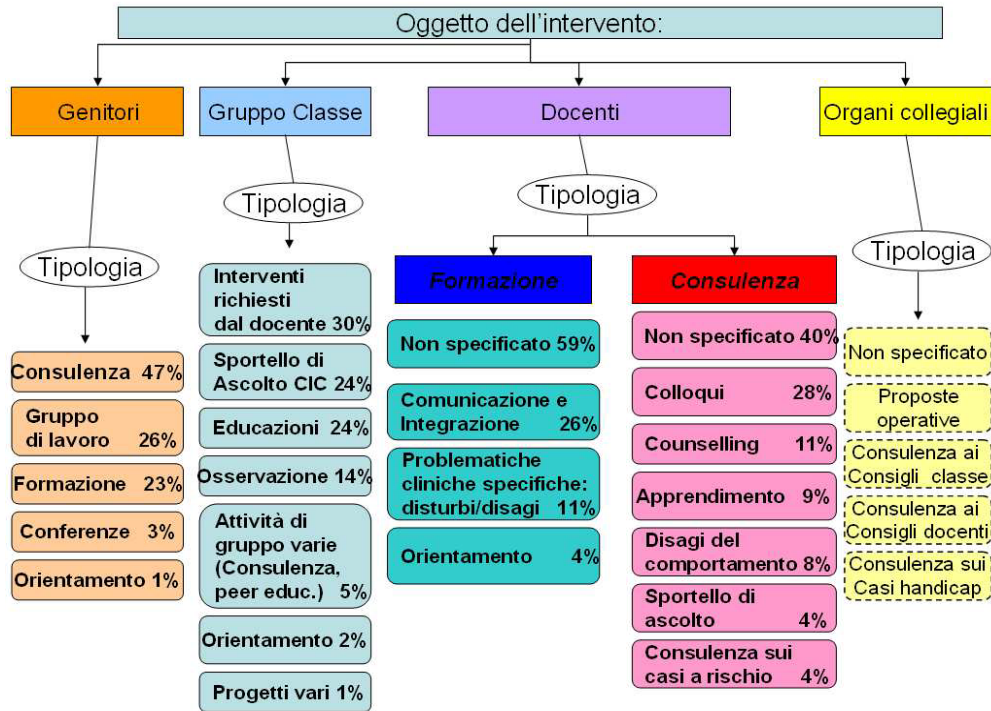 Oggetto dell'intervento:
Genitori
Gruppo Classe
Docenti
Organi collegiali
Tipologia
Consulenza 47%
Gruppo
di lavoro 26%
Formazione 23%
Conferenze 3%
Orientamento 1%
Tipologia
Interventi
richiesti
dal docente 30%
Sportello di
Ascolto CIC 24%
Educazioni 24%
Osservazione 14%
Attività di
gruppo varie
(Consulenza,
peer educ.) 5%
Orientamento 2%
Progetti vari 1%
Tipologia
Formazione
Non specificato 59%
Comunicazione e
Integrazione 26%
Problematiche
cliniche specifiche:
disturbi/disagi 11%
Orientamento 4%
Consulenza
Non specificato 40%
Colloqui 28%
Counselling 11%
Apprendimento 9%
Disagi del
comportamento 8%
Sportello di
ascolto 4%
Consulenza sui
casi a rischio 4%
Tipologia
Non specificato
Proposte
operative
Consulenza ai
Consigli classe
Consulenza ai
Consigli docenti
Consulenza sui
Casi handicap